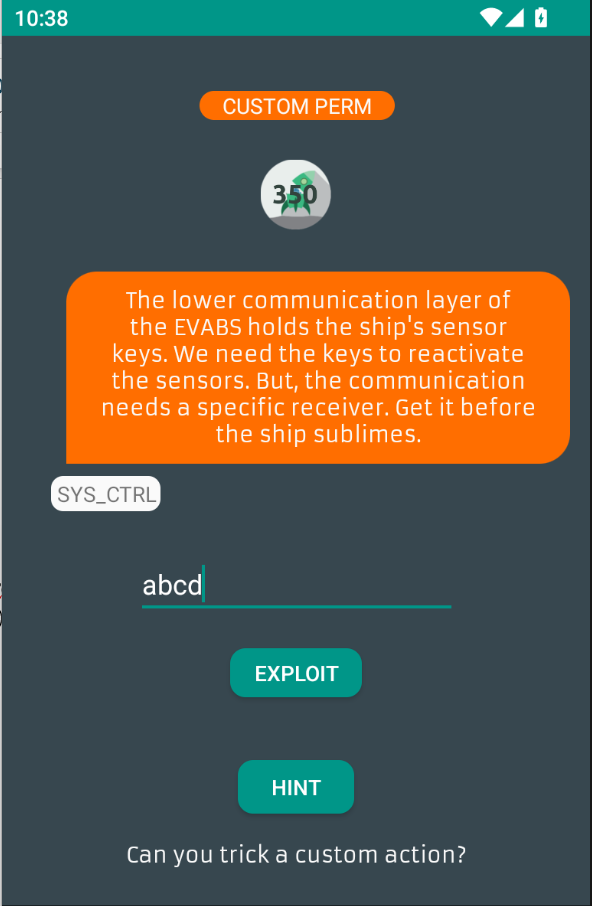 10:38
CUSTOM PERM
350
The lower communication layer of
the EVABS holds the ship's sensor
keys. We need the keys to reactivate
the sensors. But, the communication
needs a specific receiver. Get it before
the ship sublimes.
SYS_CTRL
abcd
EXPLOIT
HINT
Can you trick a custom action?